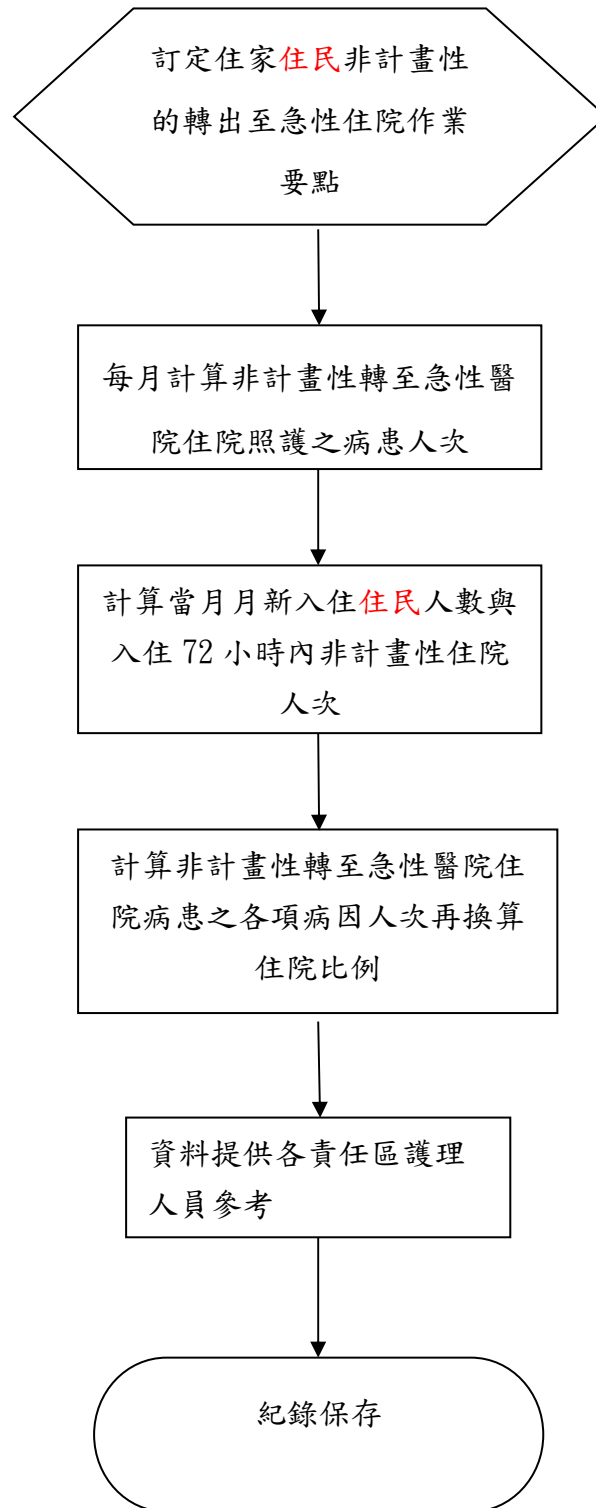 訂定住家住民非計畫性
的轉出至急性住院作業
要點
每月計算非計畫性轉至急性醫
院住院照護之病患人次
計算當月月新入住住民人數與
入住 72 小時內非計畫性住院
人次
計算非計畫性轉至急性醫院住
院病患之各項病因人次再換算
住院比例
資料提供各責任區護理
人員參考
紀錄保存